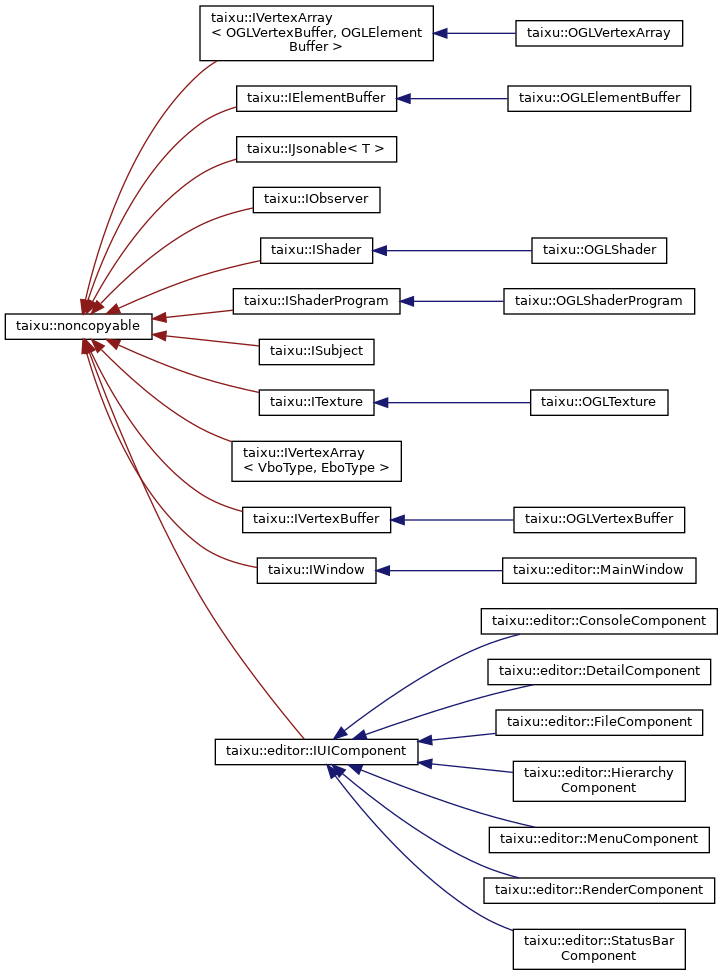 taixu::IVertexArray
< OGLVertexBuffer, OGLElement
Buffer >
taixu::OGLVertexArray
taixu::IElementBuffer
taixu::OGLElementBuffer
taixu::IJsonable< T >
taixu::IObserver
taixu::IShader
taixu::OGLShader
taixu::IShaderProgram
taixu::OGLShaderProgram
taixu::noncopyable
taixu::ISubject
taixu::ITexture
taixu::OGLTexture
taixu::IVertexArray
< VboType, EboType >
taixu::IVertexBuffer
taixu::OGLVertexBuffer
taixu::IWindow
taixu::editor::MainWindow
taixu::editor::ConsoleComponent
taixu::editor::DetailComponent
taixu::editor::FileComponent
taixu::editor::IUIComponent
taixu::editor::Hierarchy
Component
taixu::editor::MenuComponent
taixu::editor::RenderComponent
taixu::editor::StatusBar
Component